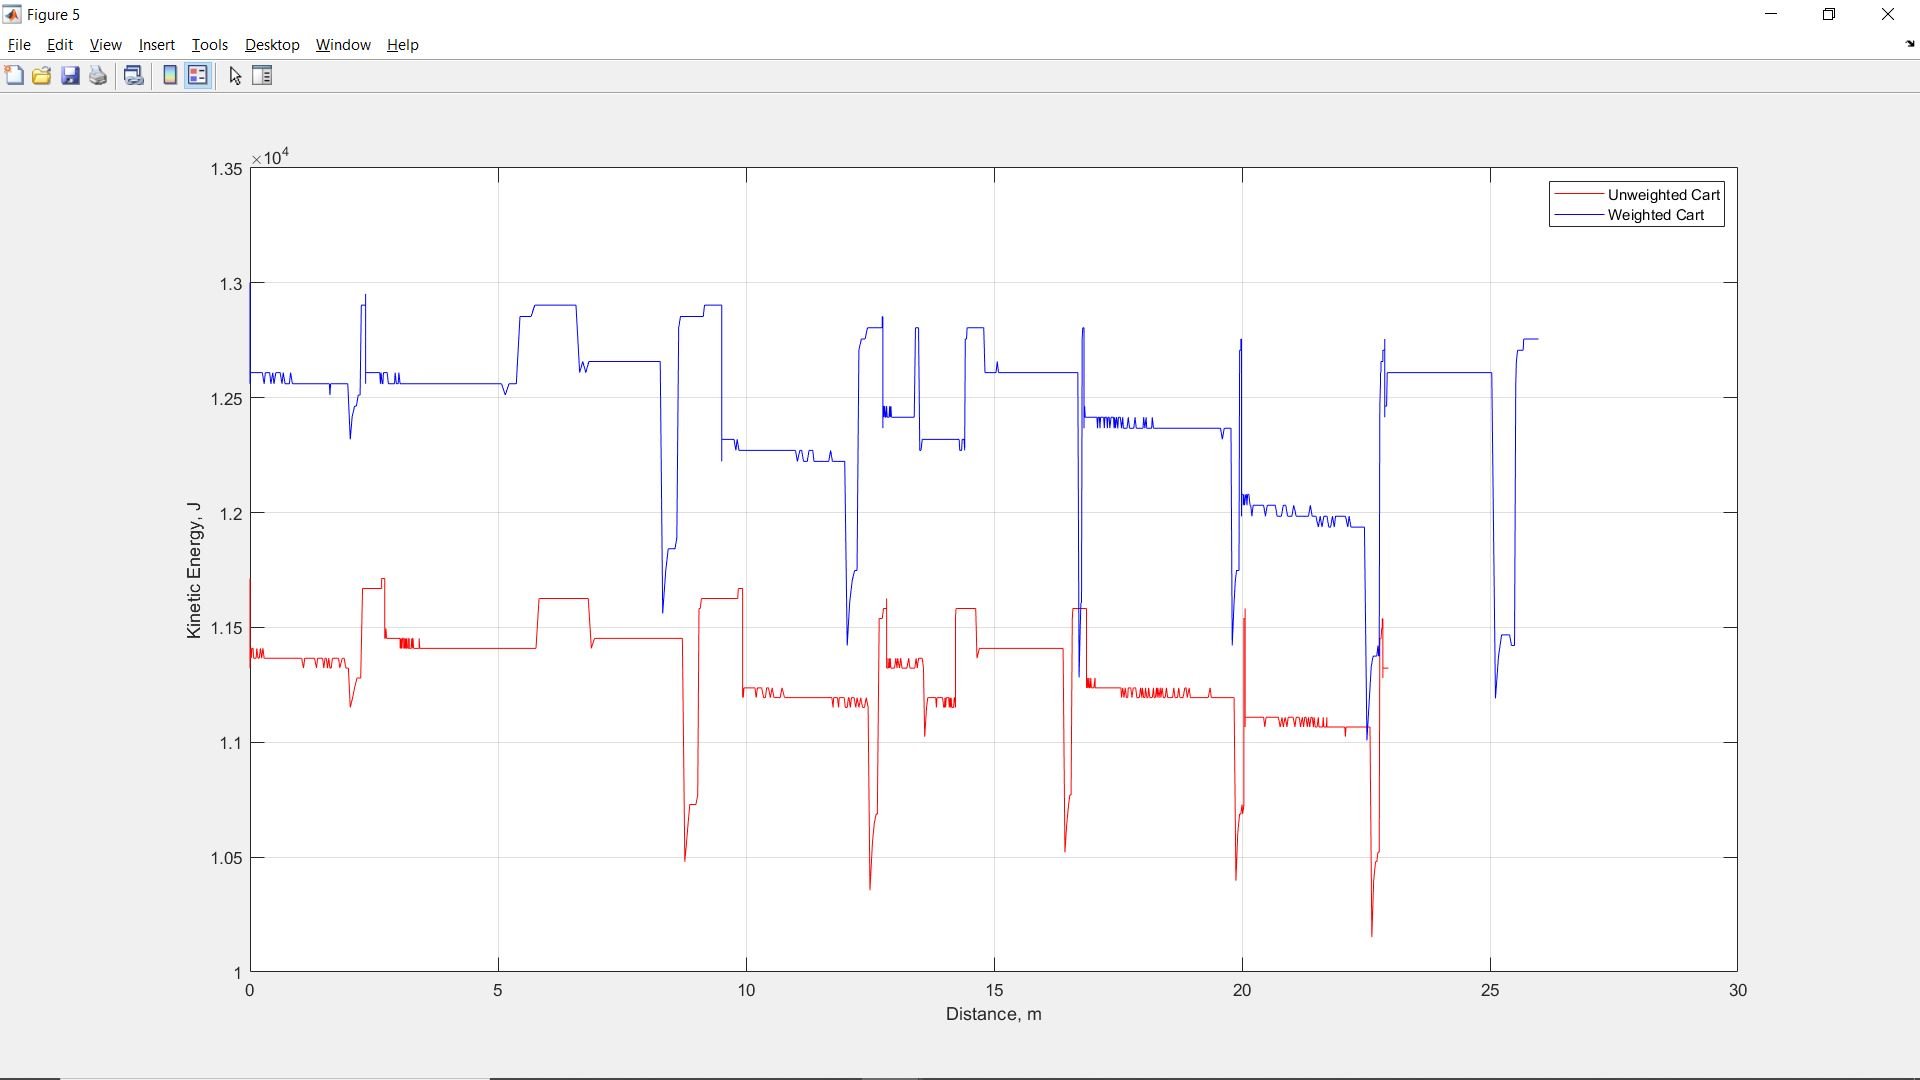 Figure 5
File Edit View Insert Tools Desktop Window Help
×10⁴
1.35
1.3
1.25
1.2
1.15
1.1
1.05
1
Kinetic Energy, J
Unweighted Cart
Weighted Cart
0 5 10 15 20 25 30
Distance, m